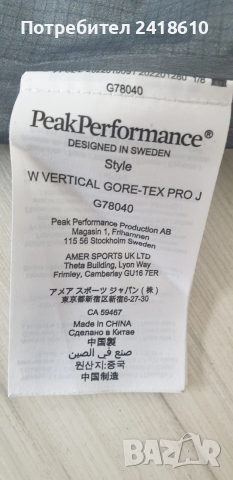 Потребител 2418610
G78040
PeakPerformance®
DESIGNED IN SWEDEN
Style
W VERTICAL GORE-TEX PRO J
G78040
Peak Performance Production AB
Magasin 1, Frihamnen
115 56 Stockholm Sweden
AMER SPORTS UK LTD
Theta Building, Lyon Way
Frimley, Camberley GU16 7ER
アメア スポーツ ジャパン (株)
東京都新宿区新宿6-27-30
CA 59467
Made in CHINA
Сделано в Китае
中国製
صنع في الصين
원산지:중국
中国制造
BAZAR